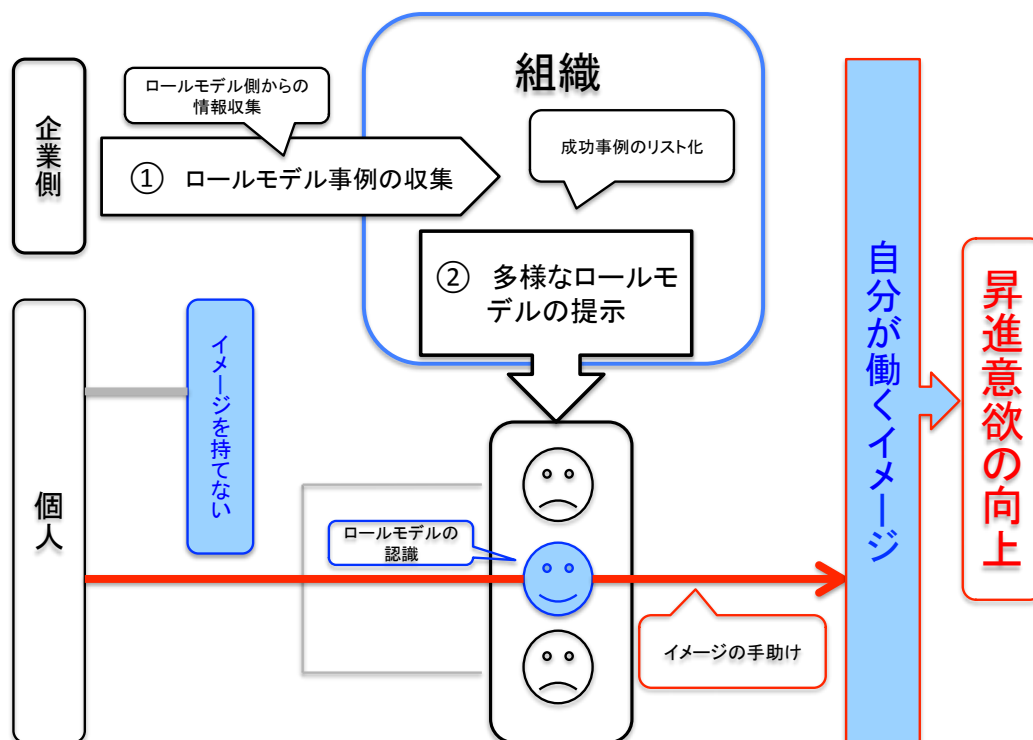 組織
企業側
ロールモデル側からの
情報収集
① ロールモデル事例の収集
成功事例のリスト化
② 多様なロールモ
デルの提示
個人
イメージを持てない
ロールモデルの
認識
イメージの手助け
自分が働くイメージ
昇進意欲の向上